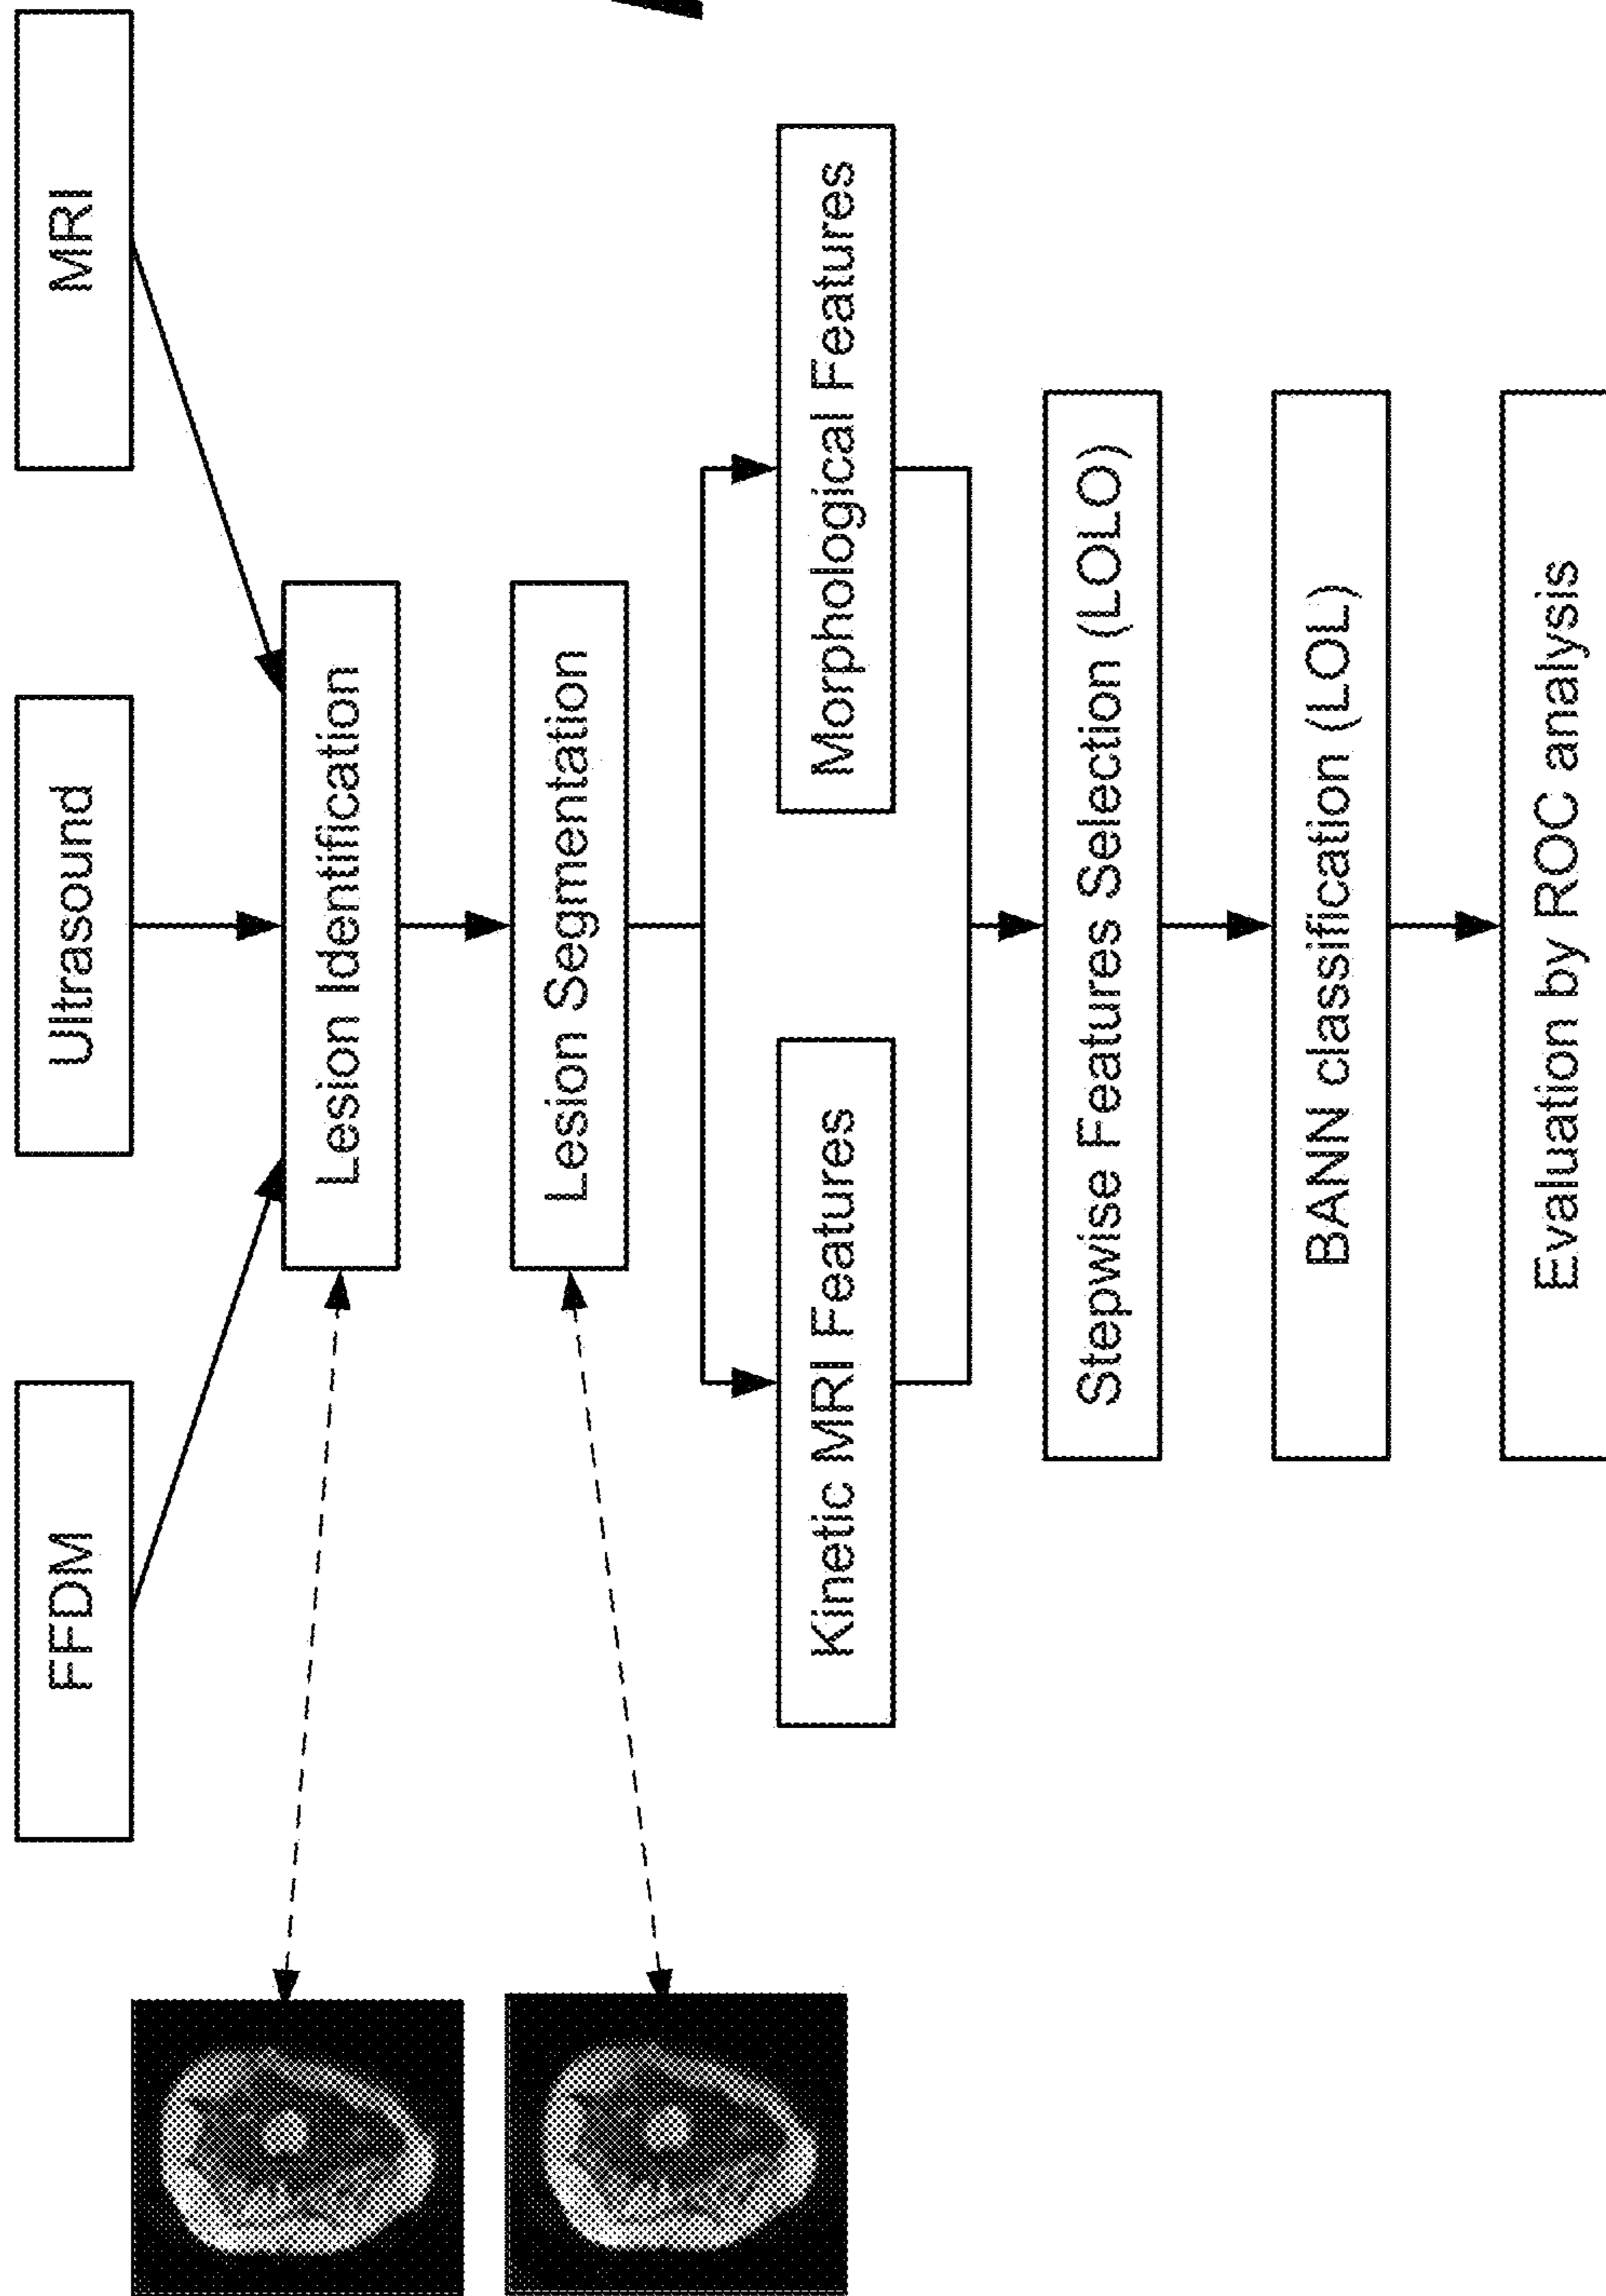 FFDM
Ultrasound
MRI
Lesion Identification
Lesion Segmentation
Kinetic MRI Features
Morphological Features
Stepwise Features Selection (LOLO)
BANN classification (LOL)
Evaluation by ROC analysis